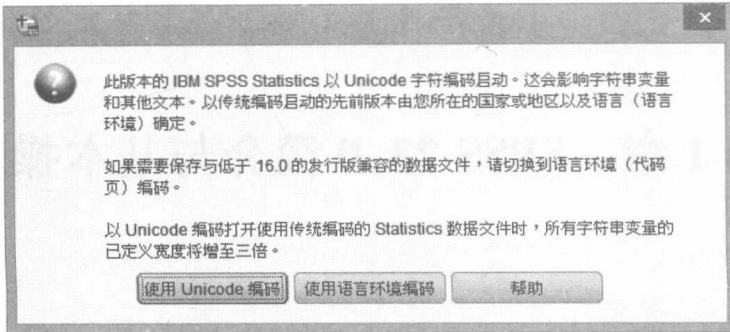 此版本的 IBM SPSS Statistics 以 Unicode 字符编码启动。这会影响字符串变量
和其他文本。以传统编码启动的先前版本由您所在的国家或地区以及语言（语言
环境）确定。
如果需要保存与低于 16.0 的发行版兼容的数据文件，请切换到语言环境（代码
页）编码。
以 Unicode 编码打开使用传统编码的 Statistics 数据文件时，所有字符串变量的
已定义宽度将增至三倍。
使用 Unicode 编码 使用语言环境编码 帮助